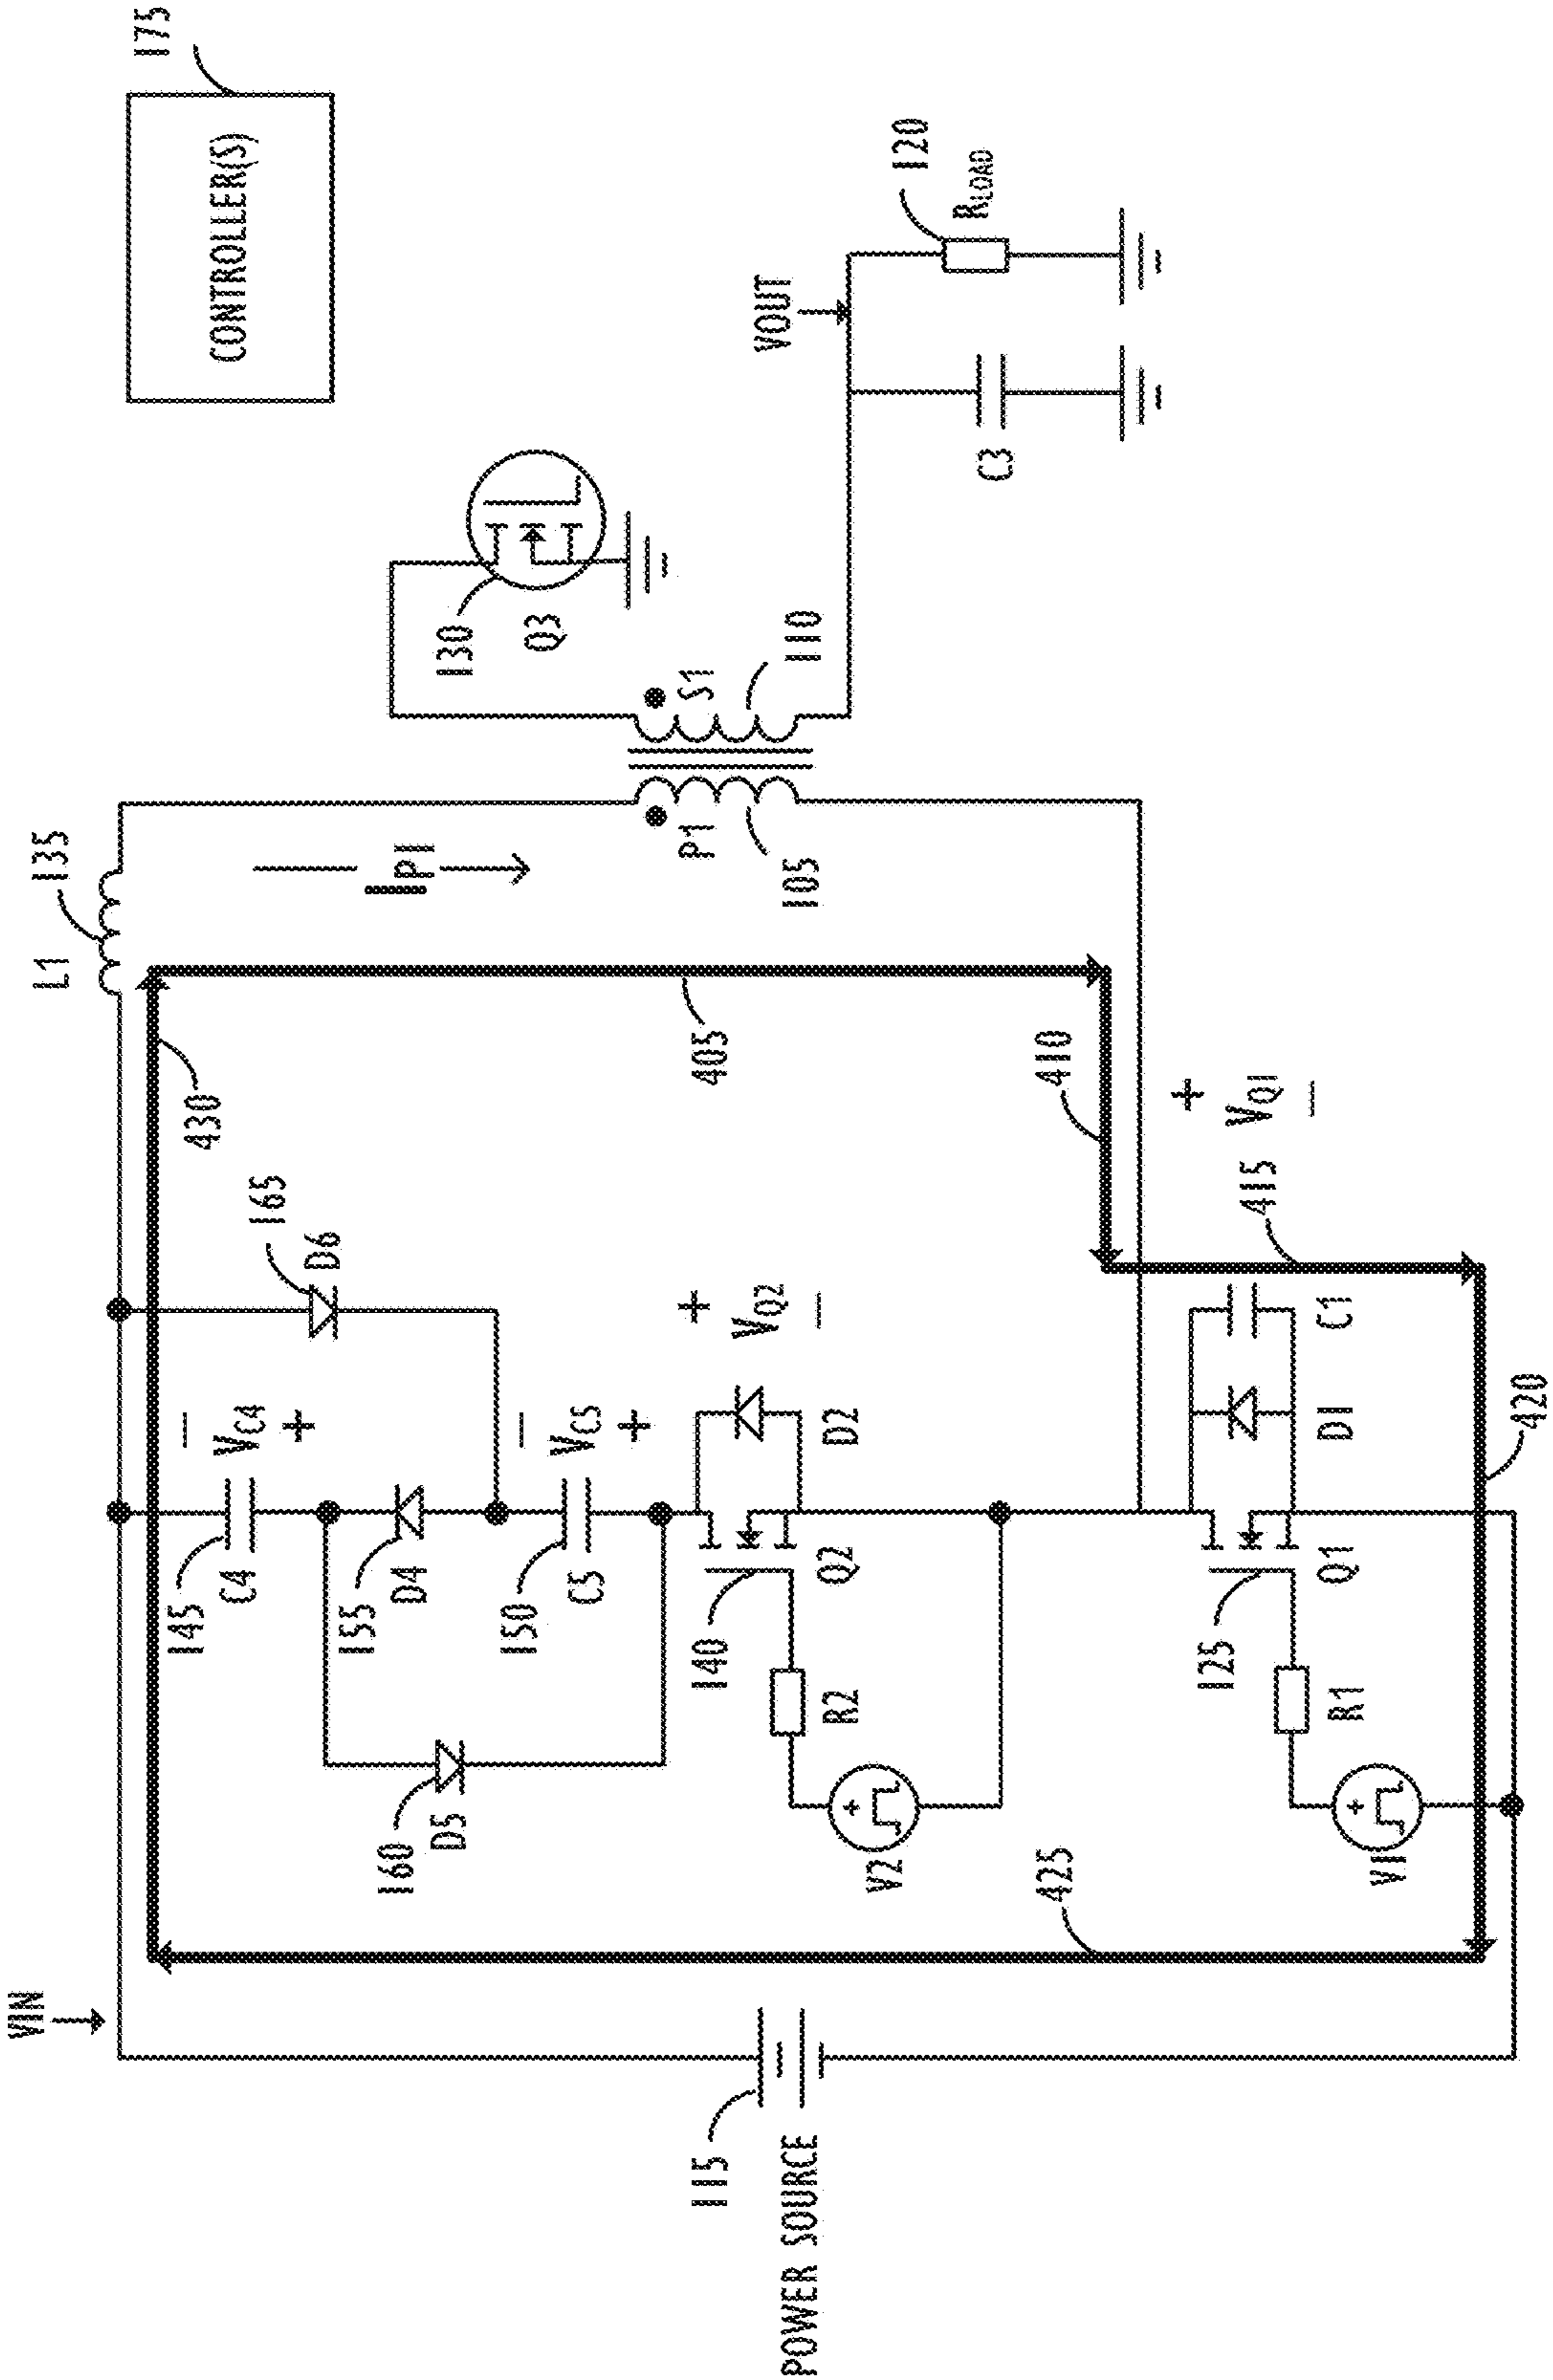 175
CONTROLLER(S)
120
RLOAD
VOUT
C3
130
Q3
S1
110
135
L1
IP1
P1
105
430
405
410
VQ1
415
165
D6
VC4
VC5
VQ2
D2
C1
D1
420
145
C4
155
D4
150
C5
140
Q2
R2
125
Q1
R1
160
D5
V2
V1
425
VIN
115
POWER SOURCE